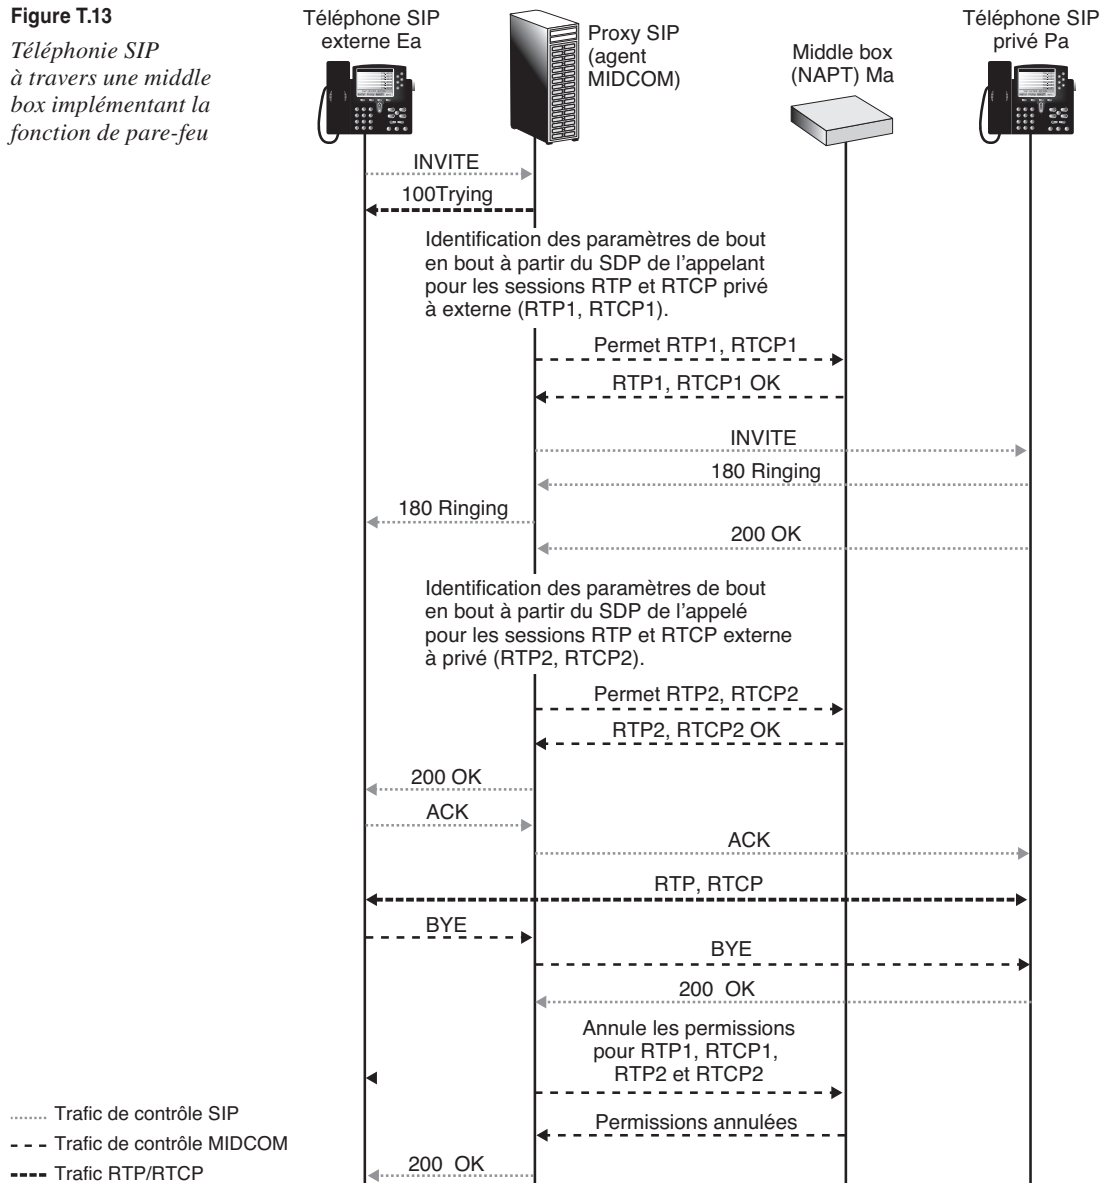 Figure T.13
Téléphonie SIP
à travers une middle
box implémentant la
fonction de pare-feu
Téléphone SIP
externe Ea
Proxy SIP
(agent
MIDCOM)
Middle box
(NAPT) Ma
Téléphone SIP
privé Pa
INVITE
100Trying
Identification des paramètres de bout
en bout à partir du SDP de l'appelant
pour les sessions RTP et RTCP privé
à externe (RTP1, RTCP1).
Permet RTP1, RTCP1
RTP1, RTCP1 OK
INVITE
180 Ringing
180 Ringing
200 OK
Identification des paramètres de bout
en bout à partir du SDP de l'appelé
pour les sessions RTP et RTCP externe
à privé (RTP2, RTCP2).
Permet RTP2, RTCP2
RTP2, RTCP2 OK
200 OK
ACK
ACK
RTP, RTCP
BYE
BYE
200 OK
Annule les permissions
pour RTP1, RTCP1,
RTP2 et RTCP2
Permissions annulées
200 OK
Trafic de contrôle SIP
Trafic de contrôle MIDCOM
Trafic RTP/RTCP